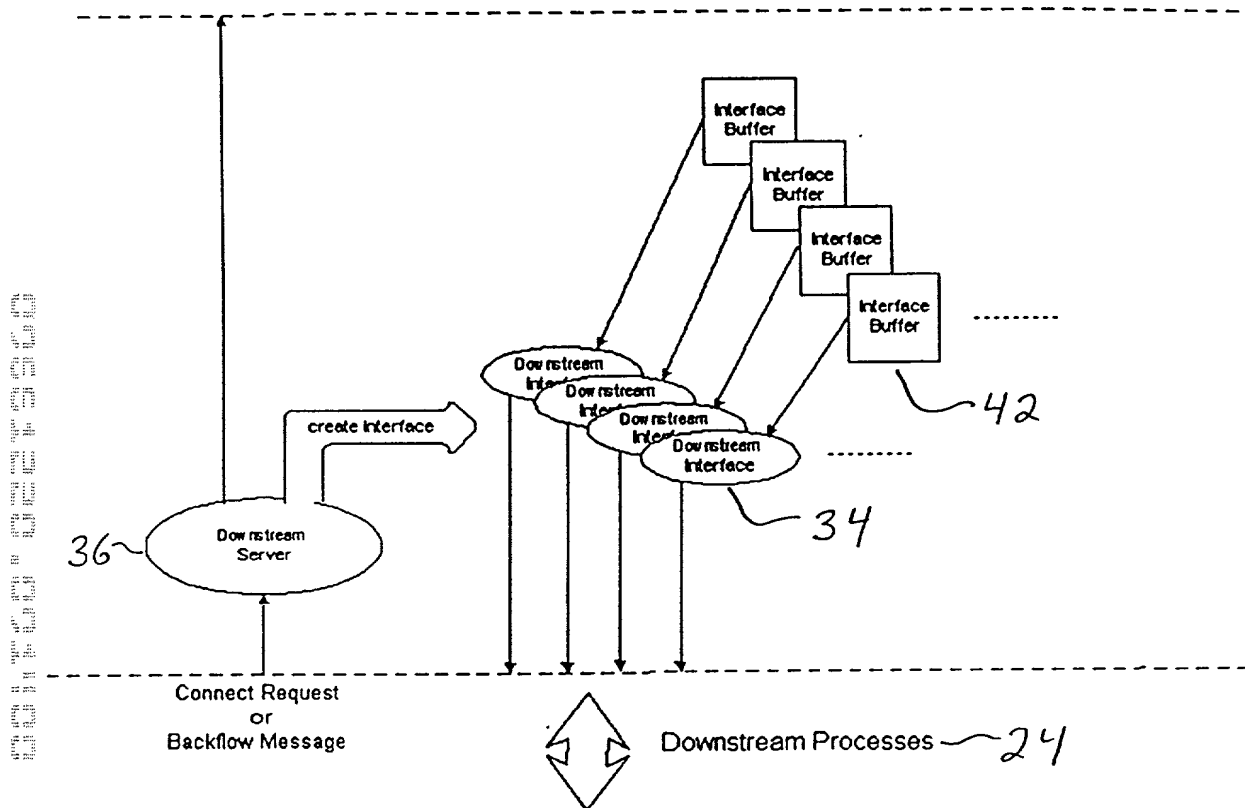 Interface
Buffer
Interface
Buffer
Interface
Buffer
Interface
Buffer
42
Downstream
Downstream
Downstream
Downstream
Interface
34
create Interface
36
Downstream
Server
Connect Request
or
Backflow Message
Downstream Processes
24